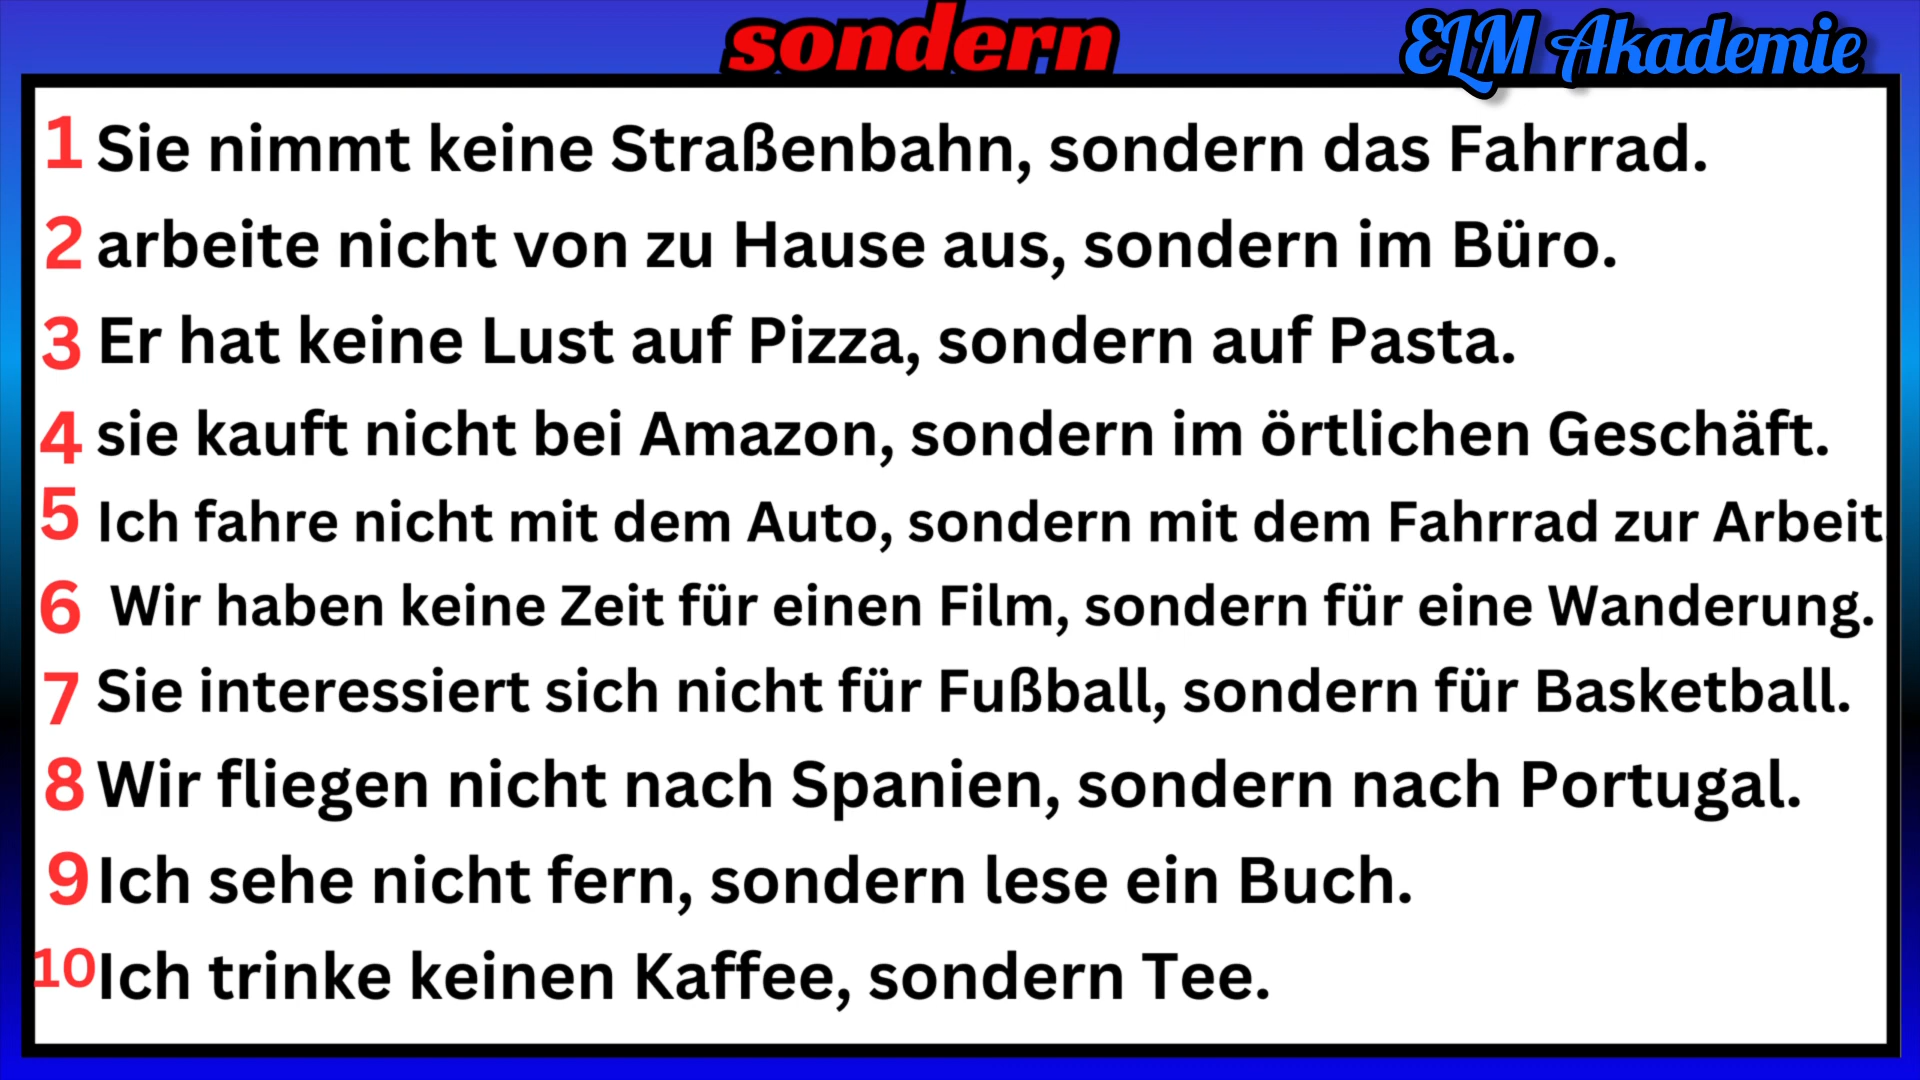 sondern
ELM Akademie
1 Sie nimmt keine Straßenbahn, sondern das Fahrrad.
2 arbeite nicht von zu Hause aus, sondern im Büro.
3 Er hat keine Lust auf Pizza, sondern auf Pasta.
4 sie kauft nicht bei Amazon, sondern im örtlichen Geschäft.
5 Ich fahre nicht mit dem Auto, sondern mit dem Fahrrad zur Arbeit.
6 Wir haben keine Zeit für einen Film, sondern für eine Wanderung.
7 Sie interessiert sich nicht für Fußball, sondern für Basketball.
8 Wir fliegen nicht nach Spanien, sondern nach Portugal.
9 Ich sehe nicht fern, sondern lese ein Buch.
10 Ich trinke keinen Kaffee, sondern Tee.